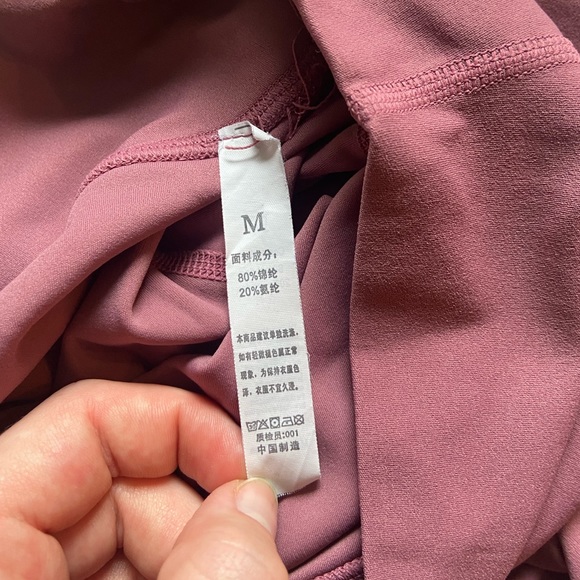 M
面料成分：
80%锦纶
20%氨纶
本商品建议单独洗涤，
如有轻微褪色属正常
现象，为保持衣服色
泽，衣服不宜久浸。
质检员:001
中国制造